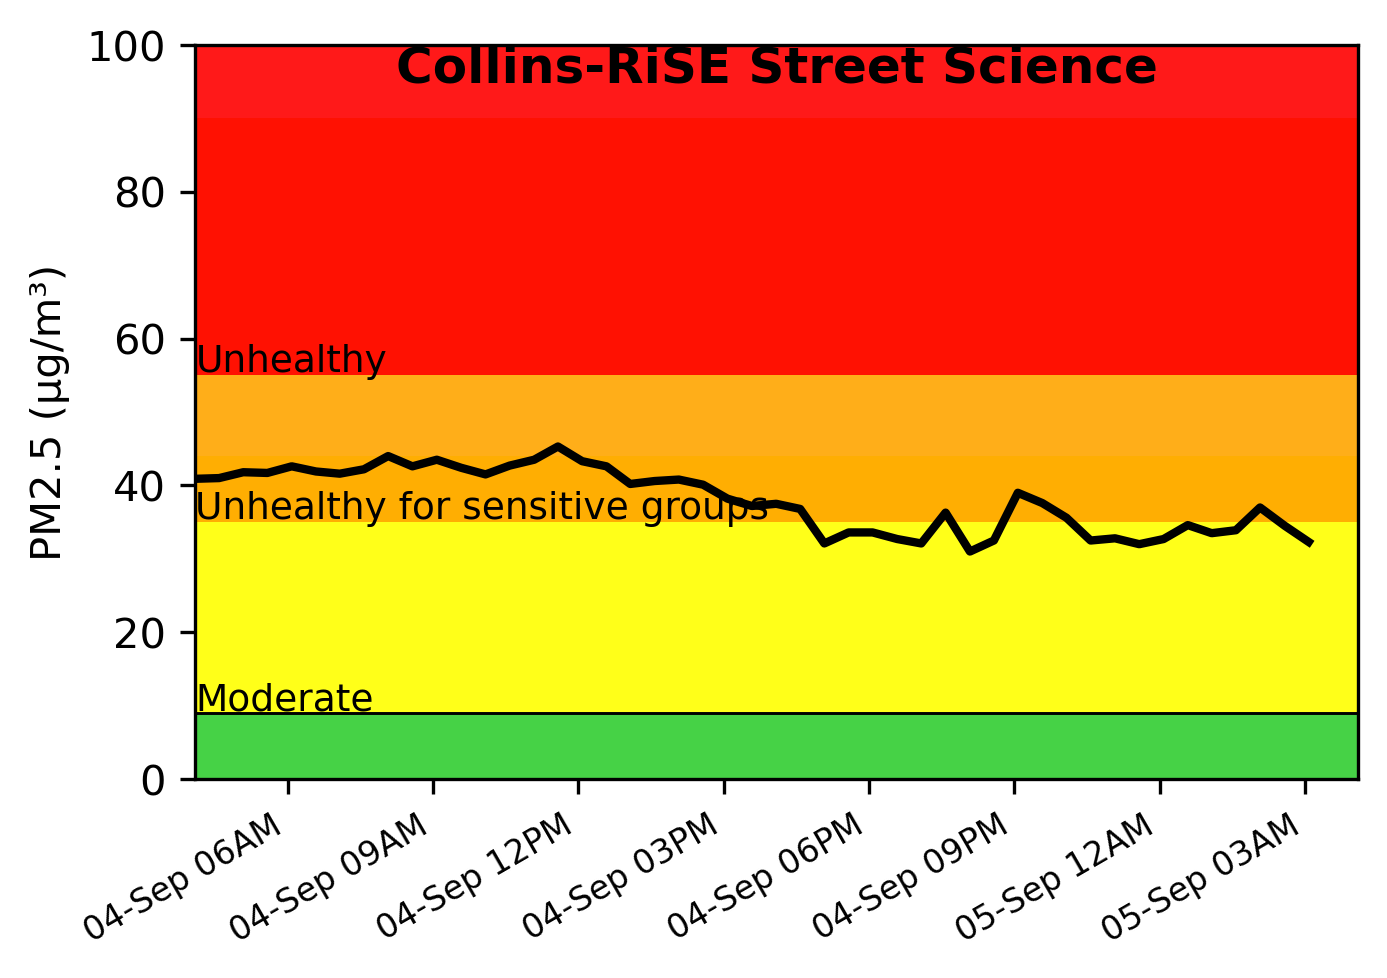 Collins-RiSE Street Science
PM2.5 (µg/m³)
100
80
60
40
20
0
Unhealthy
Unhealthy for sensitive groups
Moderate
04-Sep 06AM
04-Sep 09AM
04-Sep 12PM
04-Sep 03PM
04-Sep 06PM
04-Sep 09PM
05-Sep 12AM
05-Sep 03AM